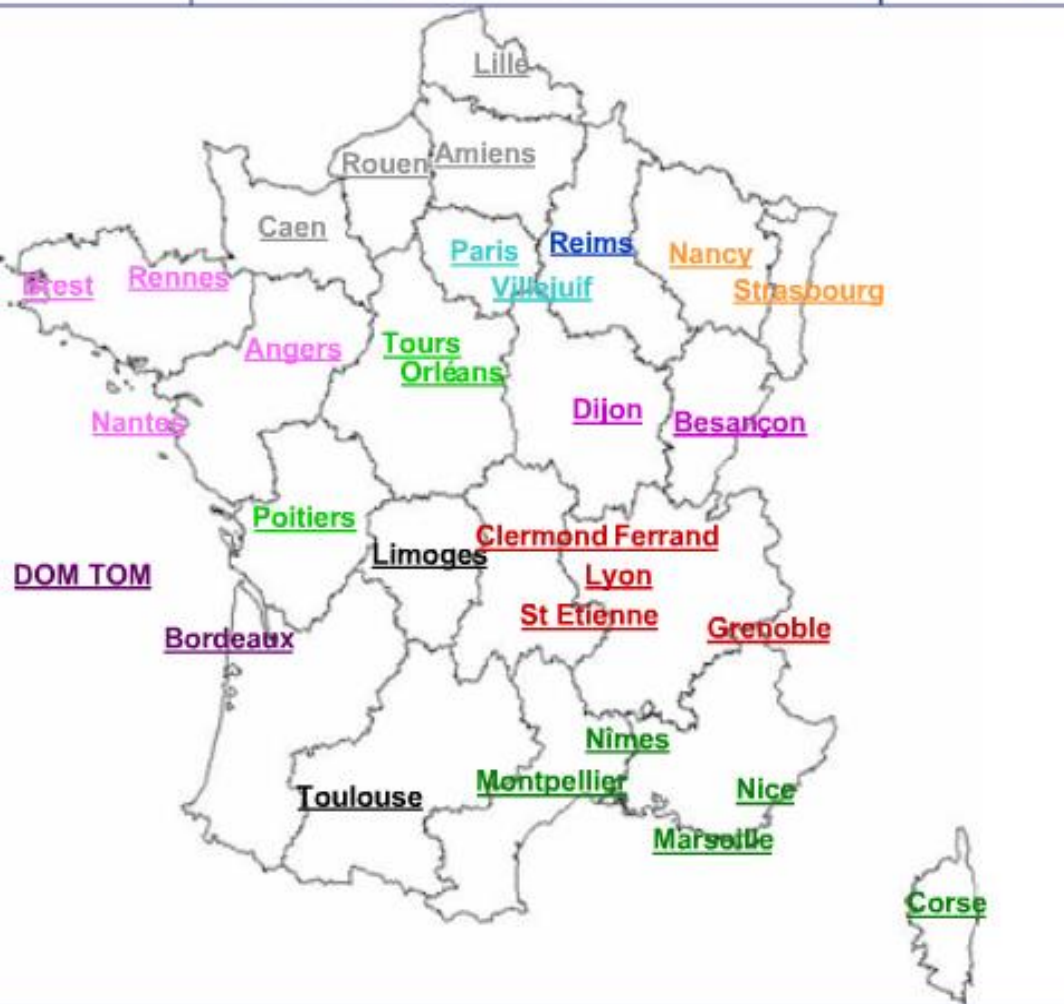 Lille
Rouen Amiens
Caen
Paris
Reims
Nancy
Brest
Rennes
Villejuif
Strasbourg
Angers
Tours
Orléans
Nantes
Dijon
Besançon
Poitiers
Limoges
Clermond Ferrand
DOM TOM
Lyon
St Etienne
Grenoble
Bordeaux
Nîmes
Montpellier
Nice
Toulouse
Marseille
Corse